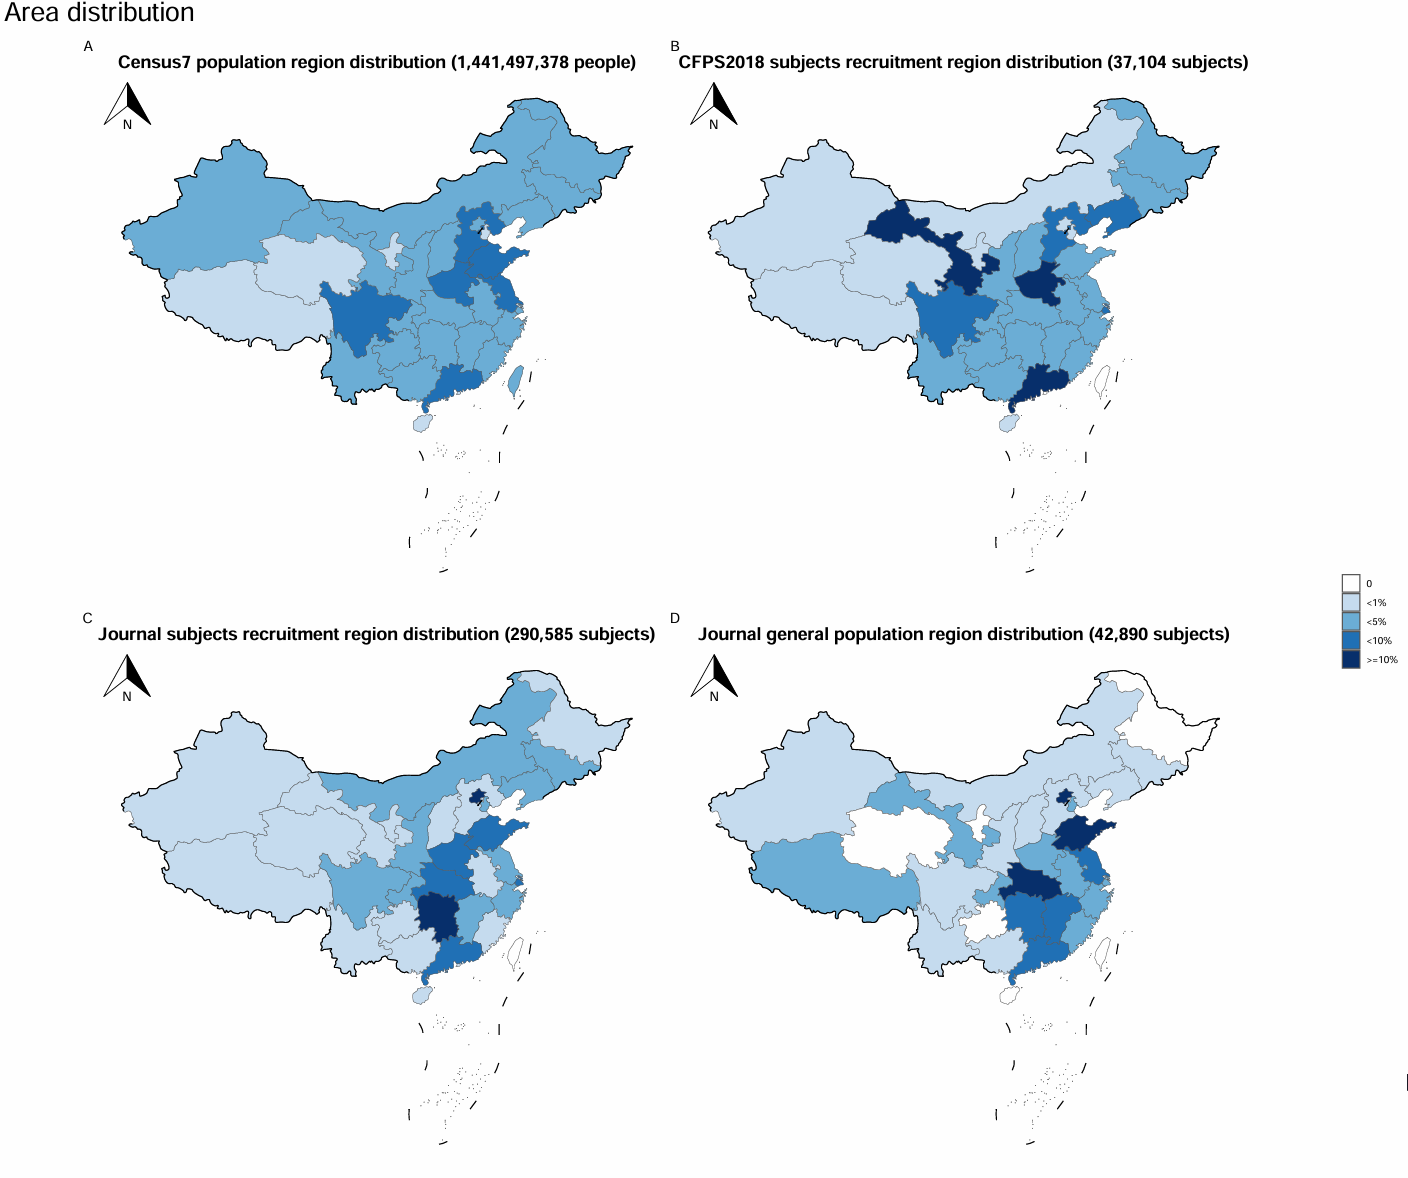 Area distribution
A
Census7 population region distribution (1,441,497,378 people)
N
B
CFPS2018 subjects recruitment region distribution (37,104 subjects)
N
C
Journal subjects recruitment region distribution (290,585 subjects)
N
D
Journal general population region distribution (42,890 subjects)
N
0
<1%
<5%
<10%
>=10%